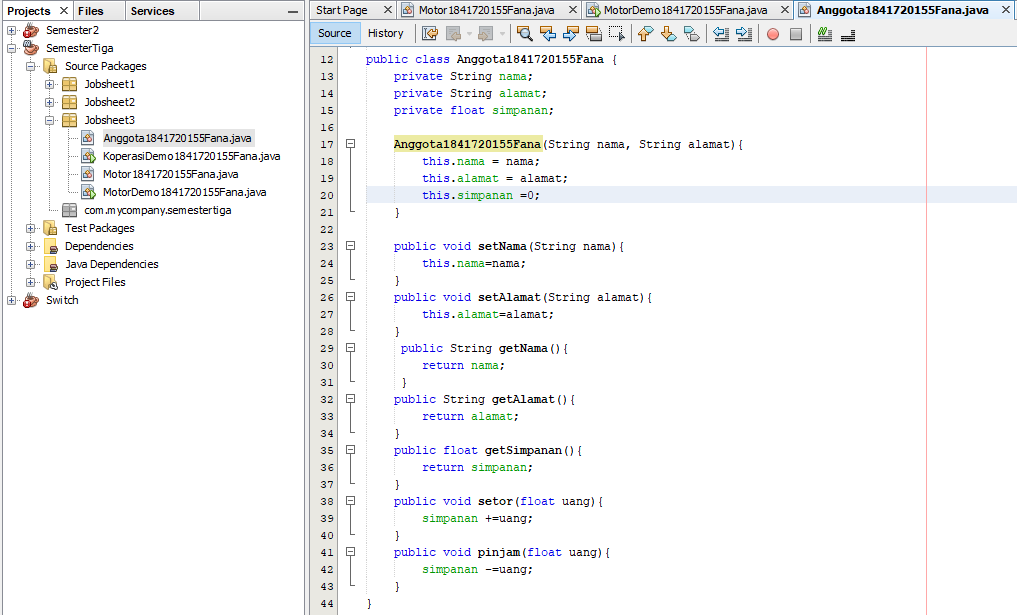 Projects
Files
Services
Semester2
SemesterTiga
Source Packages
Jobsheet1
Jobsheet2
Jobsheet3
Anggota1841720155Fana.java
KoperasiDemo1841720155Fana.java
Motor1841720155Fana.java
MotorDemo1841720155Fana.java
com.mycompany.semestertiga
Test Packages
Dependencies
Java Dependencies
Project Files
Switch
Start Page
Motor1841720155Fana.java
MotorDemo1841720155Fana.java
Anggota1841720155Fana.java
Source
History
12 public class Anggota1841720155Fana {
13 private String nama;
14 private String alamat;
15 private float simpanan;
16
17 Anggota1841720155Fana(String nama, String alamat){
18 this.nama = nama;
19 this.alamat = alamat;
20 this.simpanan =0;
21 }
22
23 public void setNama(String nama){
24 this.nama=nama;
25 }
26 public void setAlamat(String alamat){
27 this.alamat=alamat;
28 }
29 public String getNama(){
30 return nama;
31 }
32 public String getAlamat(){
33 return alamat;
34 }
35 public float getSimpanan(){
36 return simpanan;
37 }
38 public void setor(float uang){
39 simpanan +=uang;
40 }
41 public void pinjam(float uang){
42 simpanan -=uang;
43 }
44 }